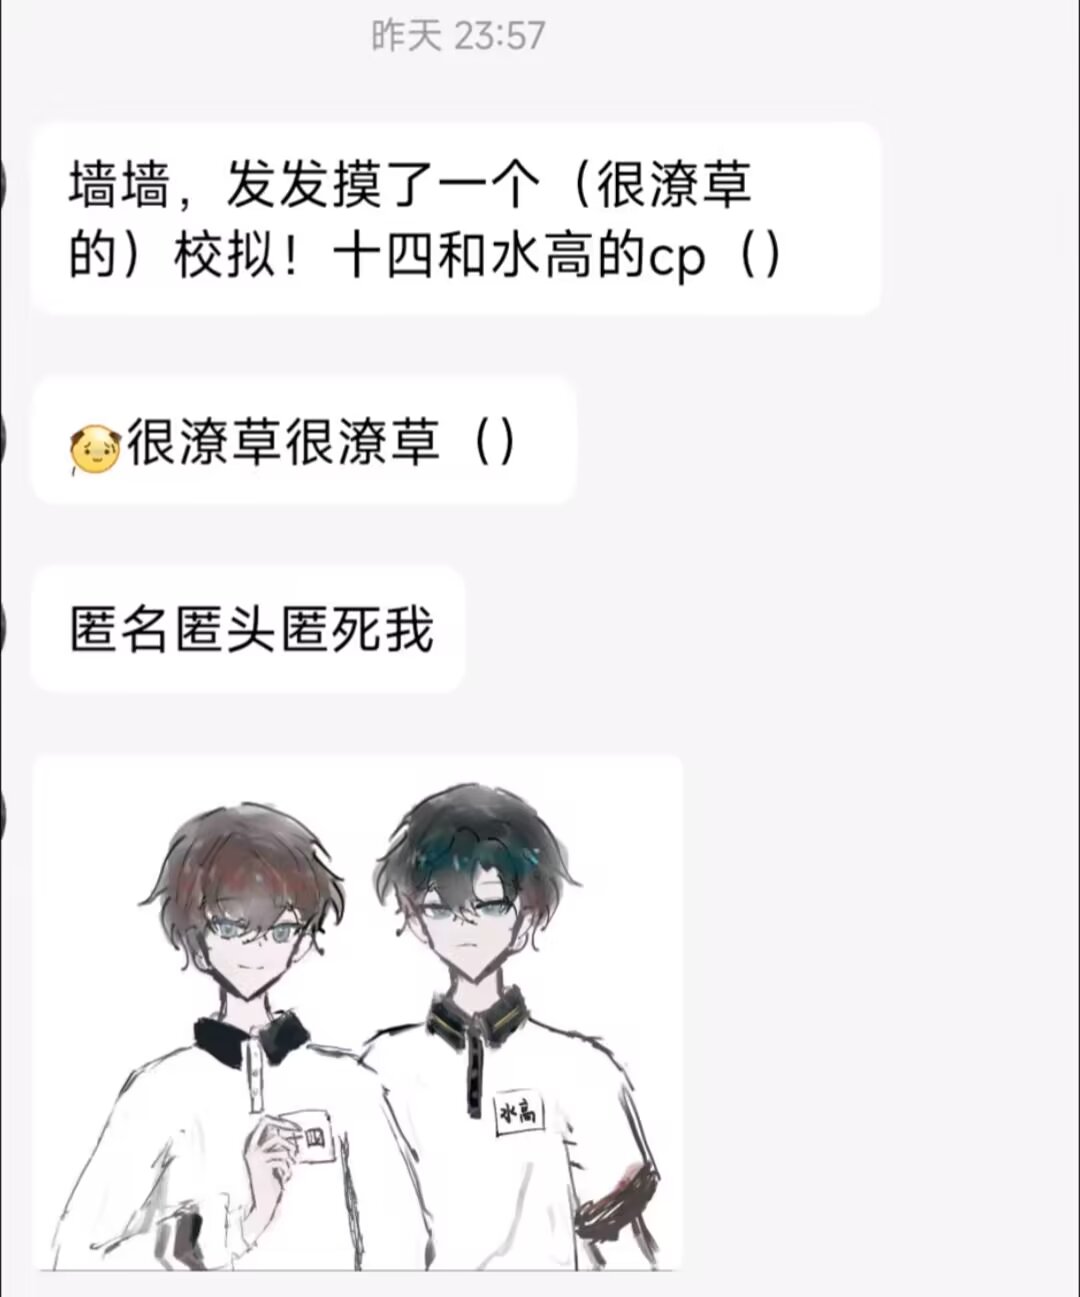 昨天 23:57
墙墙，发发摸了一个（很潦草
的）校拟！十四和水高的cp（）
很潦草很潦草（）
匿名匿头匿死我
四
水高